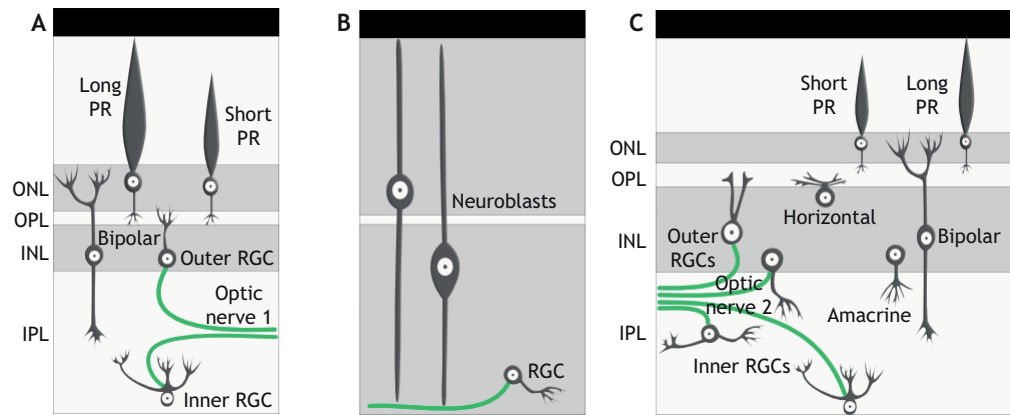 A
Long
PR
Short
PR
ONL
OPL
Bipolar
INL
Outer RGC
Optic
nerve 1
IPL
Inner RGC
B
Neuroblasts
RGC
C
Short
PR
Long
PR
ONL
OPL
Horizontal
INL
Outer
RGCs
Bipolar
Optic
nerve 2
Amacrine
IPL
Inner RGCs